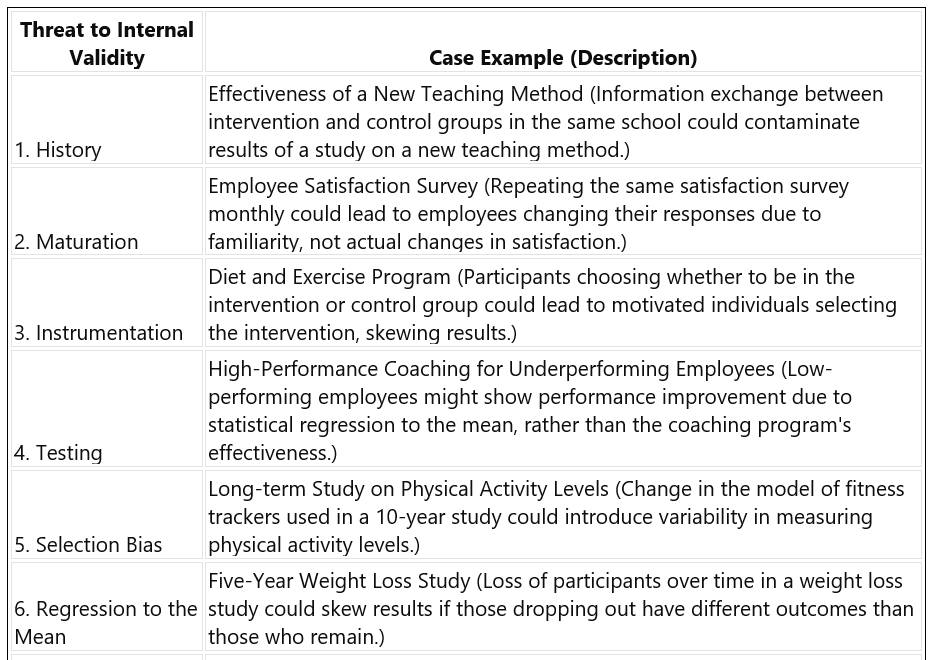 Threat to Internal
Validity
Case Example (Description)
1. History
Effectiveness of a New Teaching Method (Information exchange between
intervention and control groups in the same school could contaminate
results of a study on a new teaching method.)
2. Maturation
Employee Satisfaction Survey (Repeating the same satisfaction survey
monthly could lead to employees changing their responses due to
familiarity, not actual changes in satisfaction.)
3. Instrumentation
Diet and Exercise Program (Participants choosing whether to be in the
intervention or control group could lead to motivated individuals selecting
the intervention, skewing results.)
4. Testing
High-Performance Coaching for Underperforming Employees (Low-
performing employees might show performance improvement due to
statistical regression to the mean, rather than the coaching program's
effectiveness.)
5. Selection Bias
Long-term Study on Physical Activity Levels (Change in the model of fitness
trackers used in a 10-year study could introduce variability in measuring
physical activity levels.)
6. Regression to the
Mean
Five-Year Weight Loss Study (Loss of participants over time in a weight loss
study could skew results if those dropping out have different outcomes than
those who remain.)